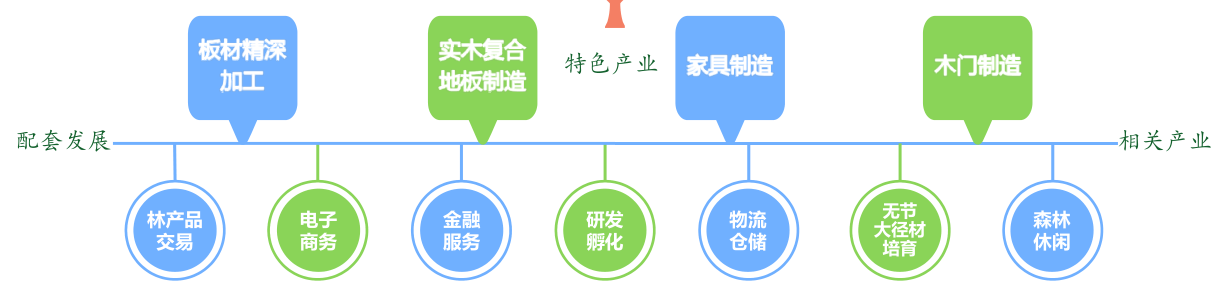 板材精深
加工
实木复合
地板制造
特色产业
家具制造
木门制造
配套发展
相关产业
林产品
交易
电子
商务
金融
服务
研发
孵化
物流
仓储
无节
大径材
培育
森林
休闲